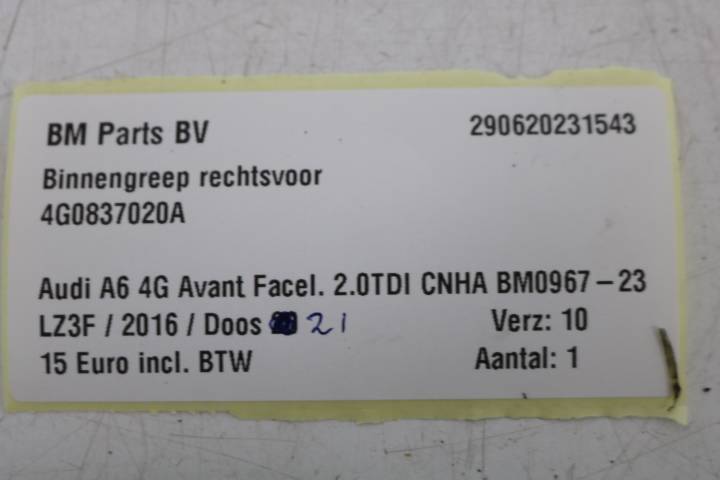 BM Parts BV 290620231543
Binnengreep rechtsvoor
4G0837020A
Audi A6 4G Avant Facel. 2.0TDI CNHA BM0967-23
LZ3F / 2016 / Doos 21 Verz: 10
15 Euro incl. BTW Aantal: 1